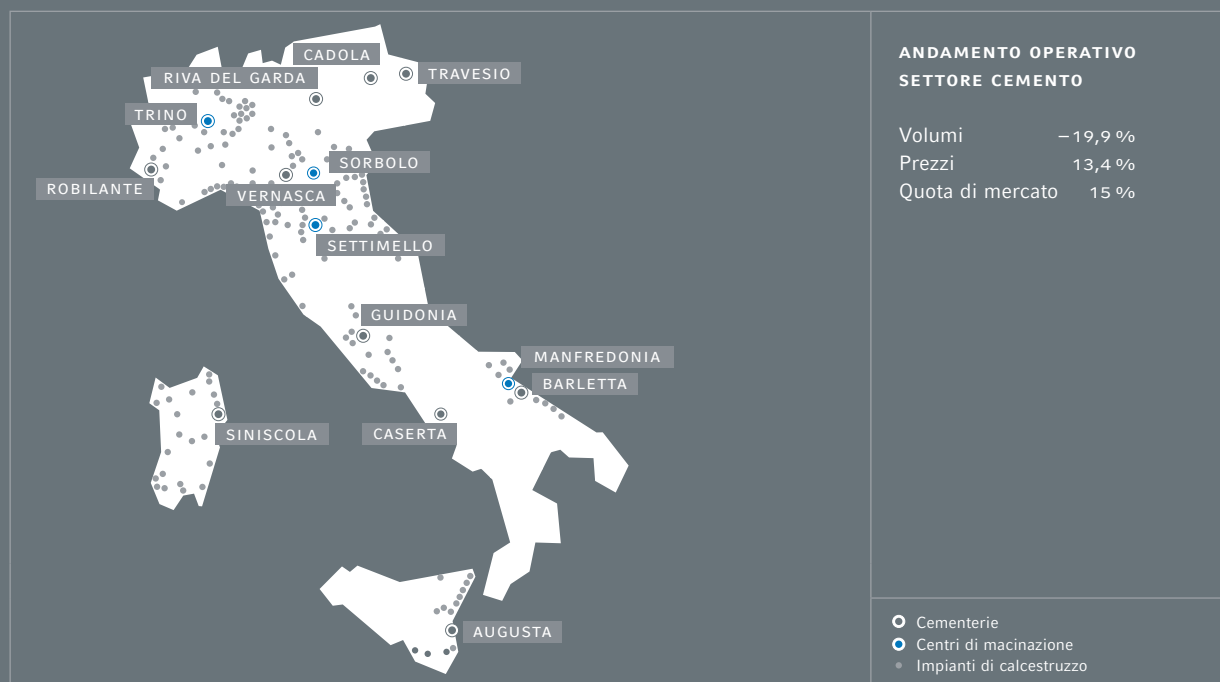 CADOLA
RIVA DEL GARDA
TRAVESIO
TRINO
SORBOLO
ROBILANTE
VERNASCA
SETTIMELLO
GUIDONIA
MANFREDONIA
BARLETTA
SINISCOLA
CASERTA
AUGUSTA
ANDAMENTO OPERATIVO
SETTORE CEMENTO
Volumi −19,9 %
Prezzi 13,4 %
Quota di mercato 15 %
Cementerie
Centri di macinazione
Impianti di calcestruzzo